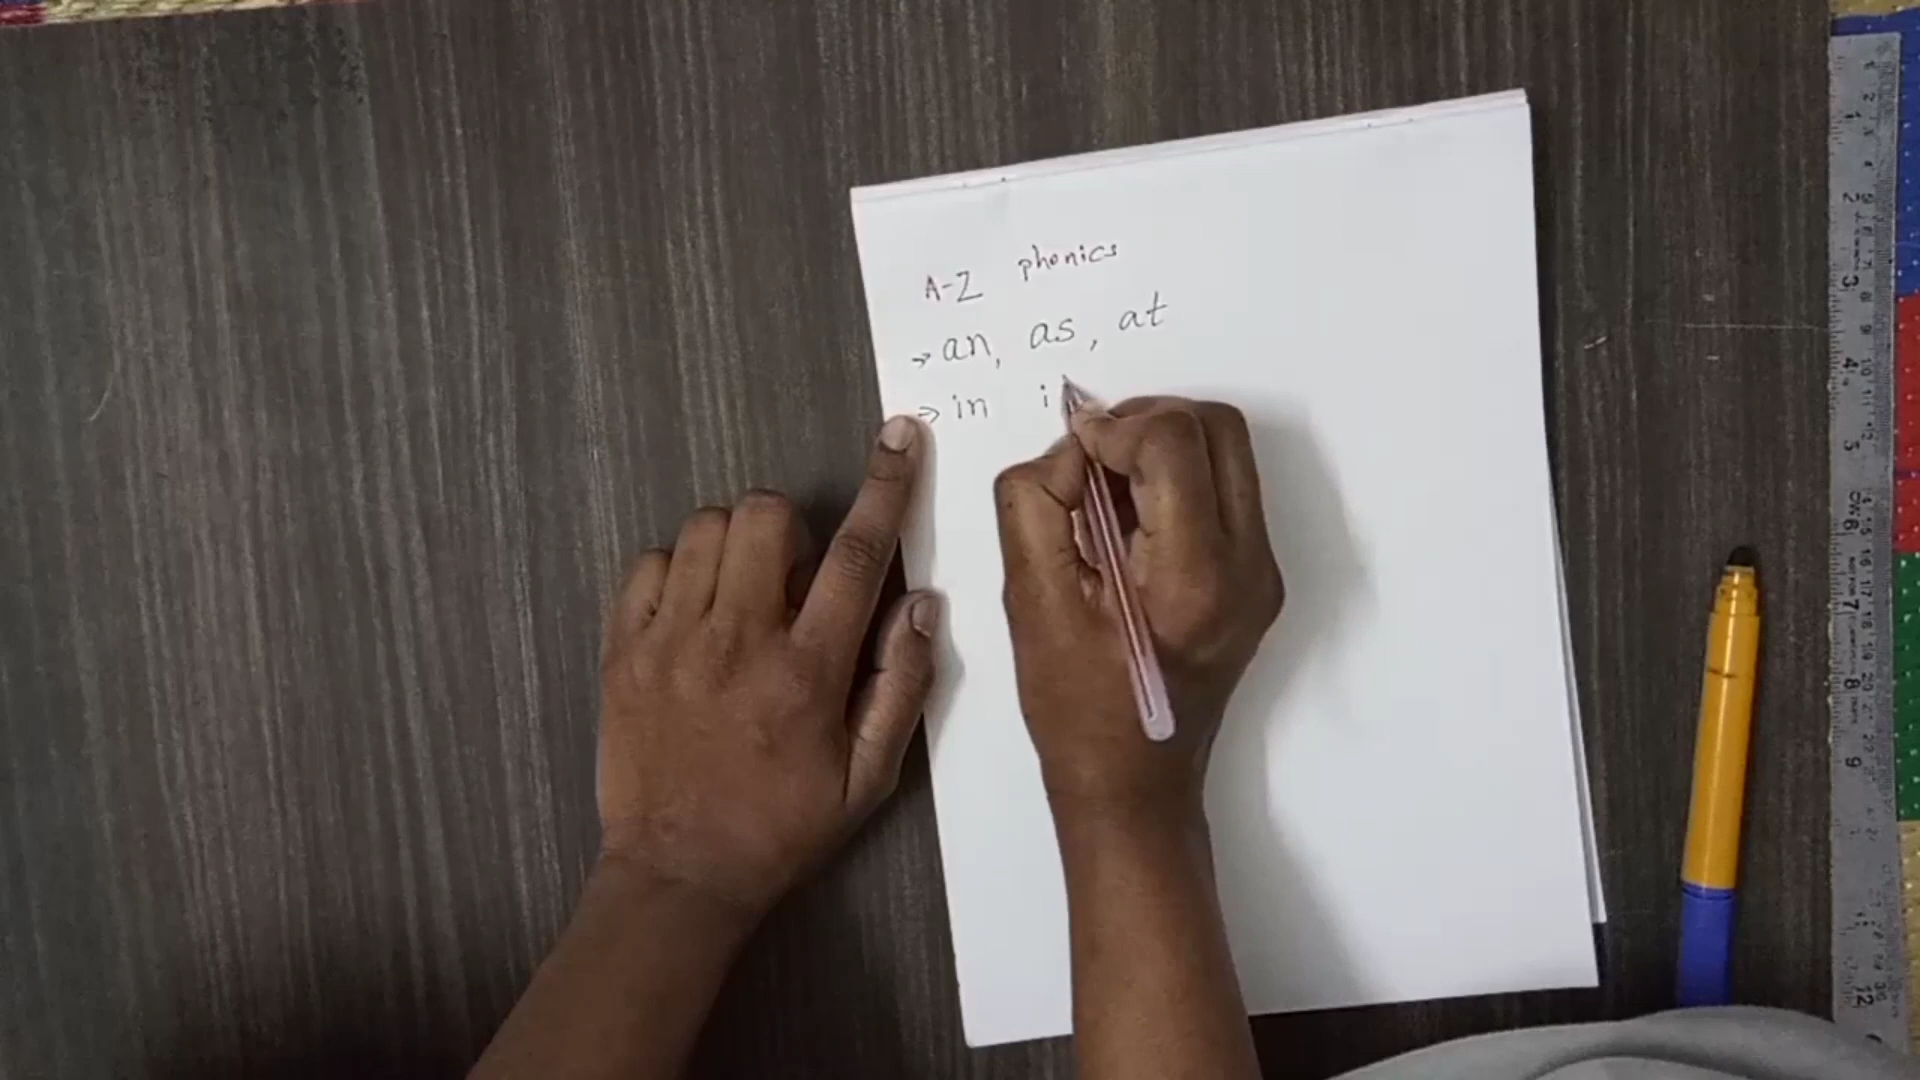 A-Z phonics
→ an, as, at
→ in i